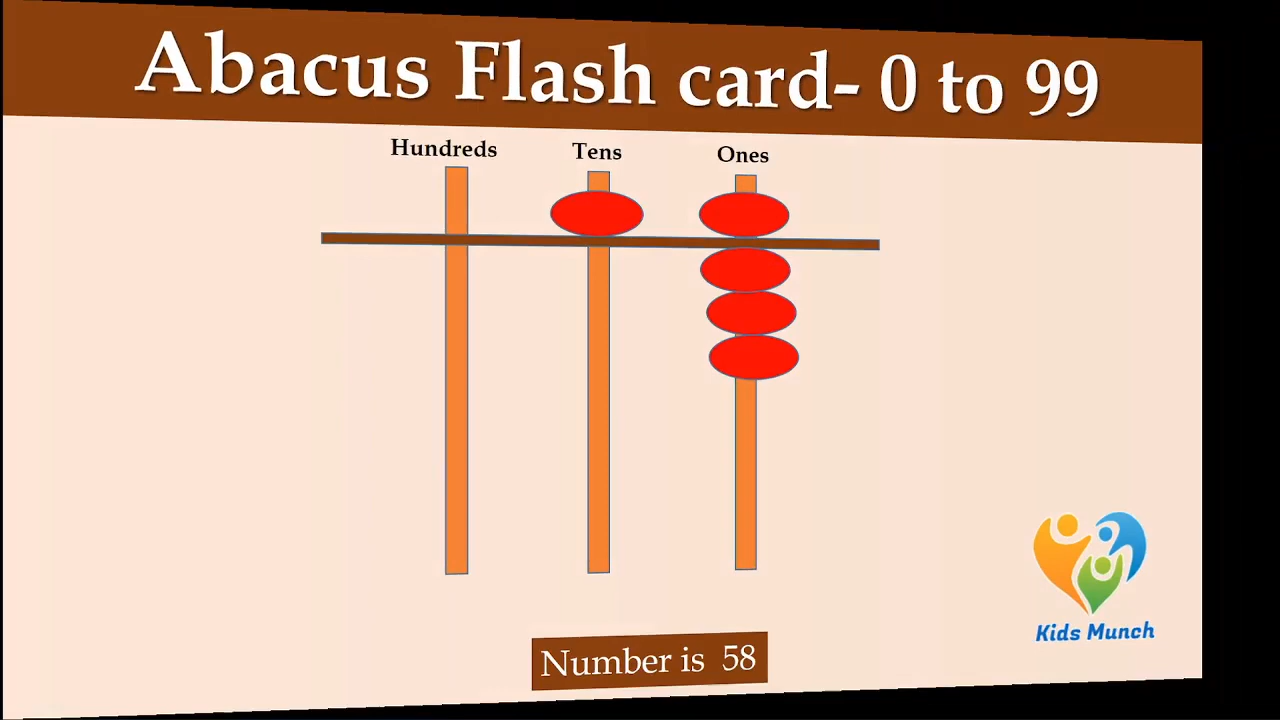 Abacus Flash card- 0 to 99
Hundreds Tens Ones
Kids Munch
Number is 58